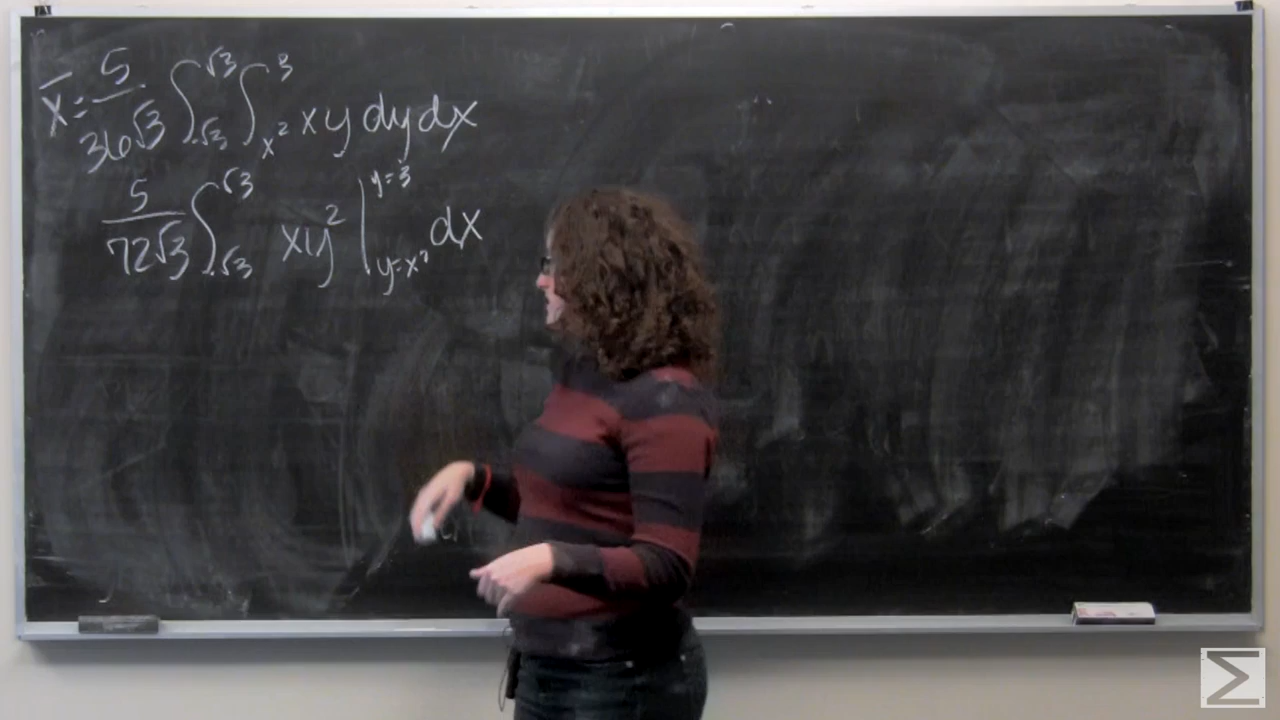 x̄ = 5/(36√3) ∫_{-√3}^{√3} ∫_{x²}^{3} xy dy dx
5/(72√3) ∫_{-√3}^{√3} xy² |_{y=x²}^{y=3} dx
Σ